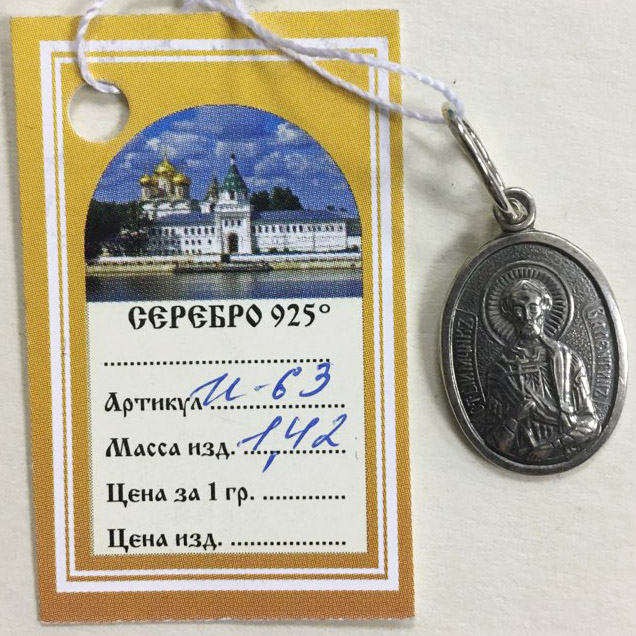 СЕРЕБРО 925°
Артикул И-63
Масса изд. 1,42
Цена за 1 гр.
Цена изд.